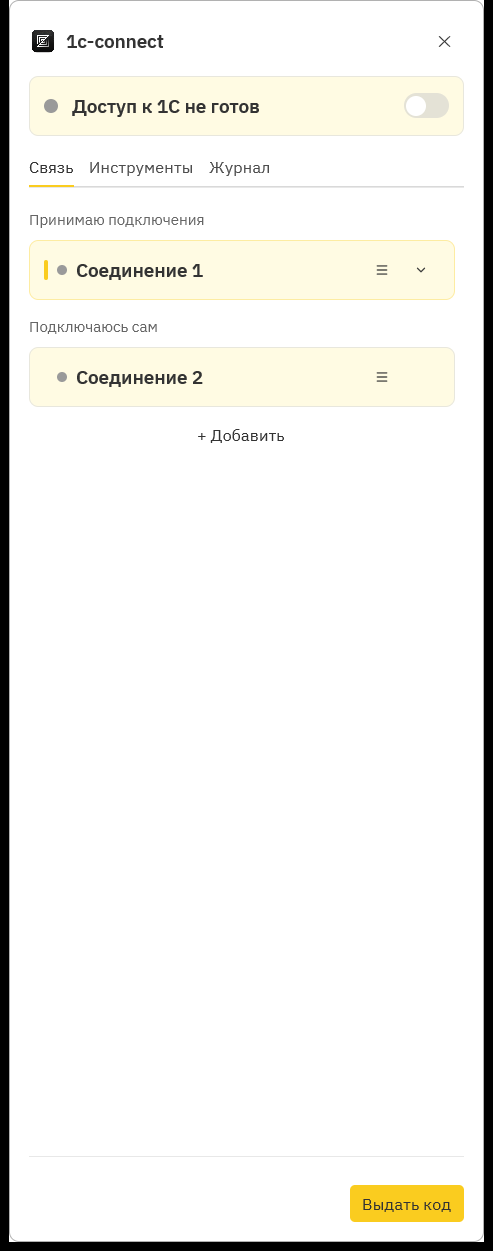 1c-connect
Доступ к 1С не готов
Связь Инструменты Журнал
Принимаю подключения
Соединение 1
Подключаюсь сам
Соединение 2
+ Добавить
Выдать код